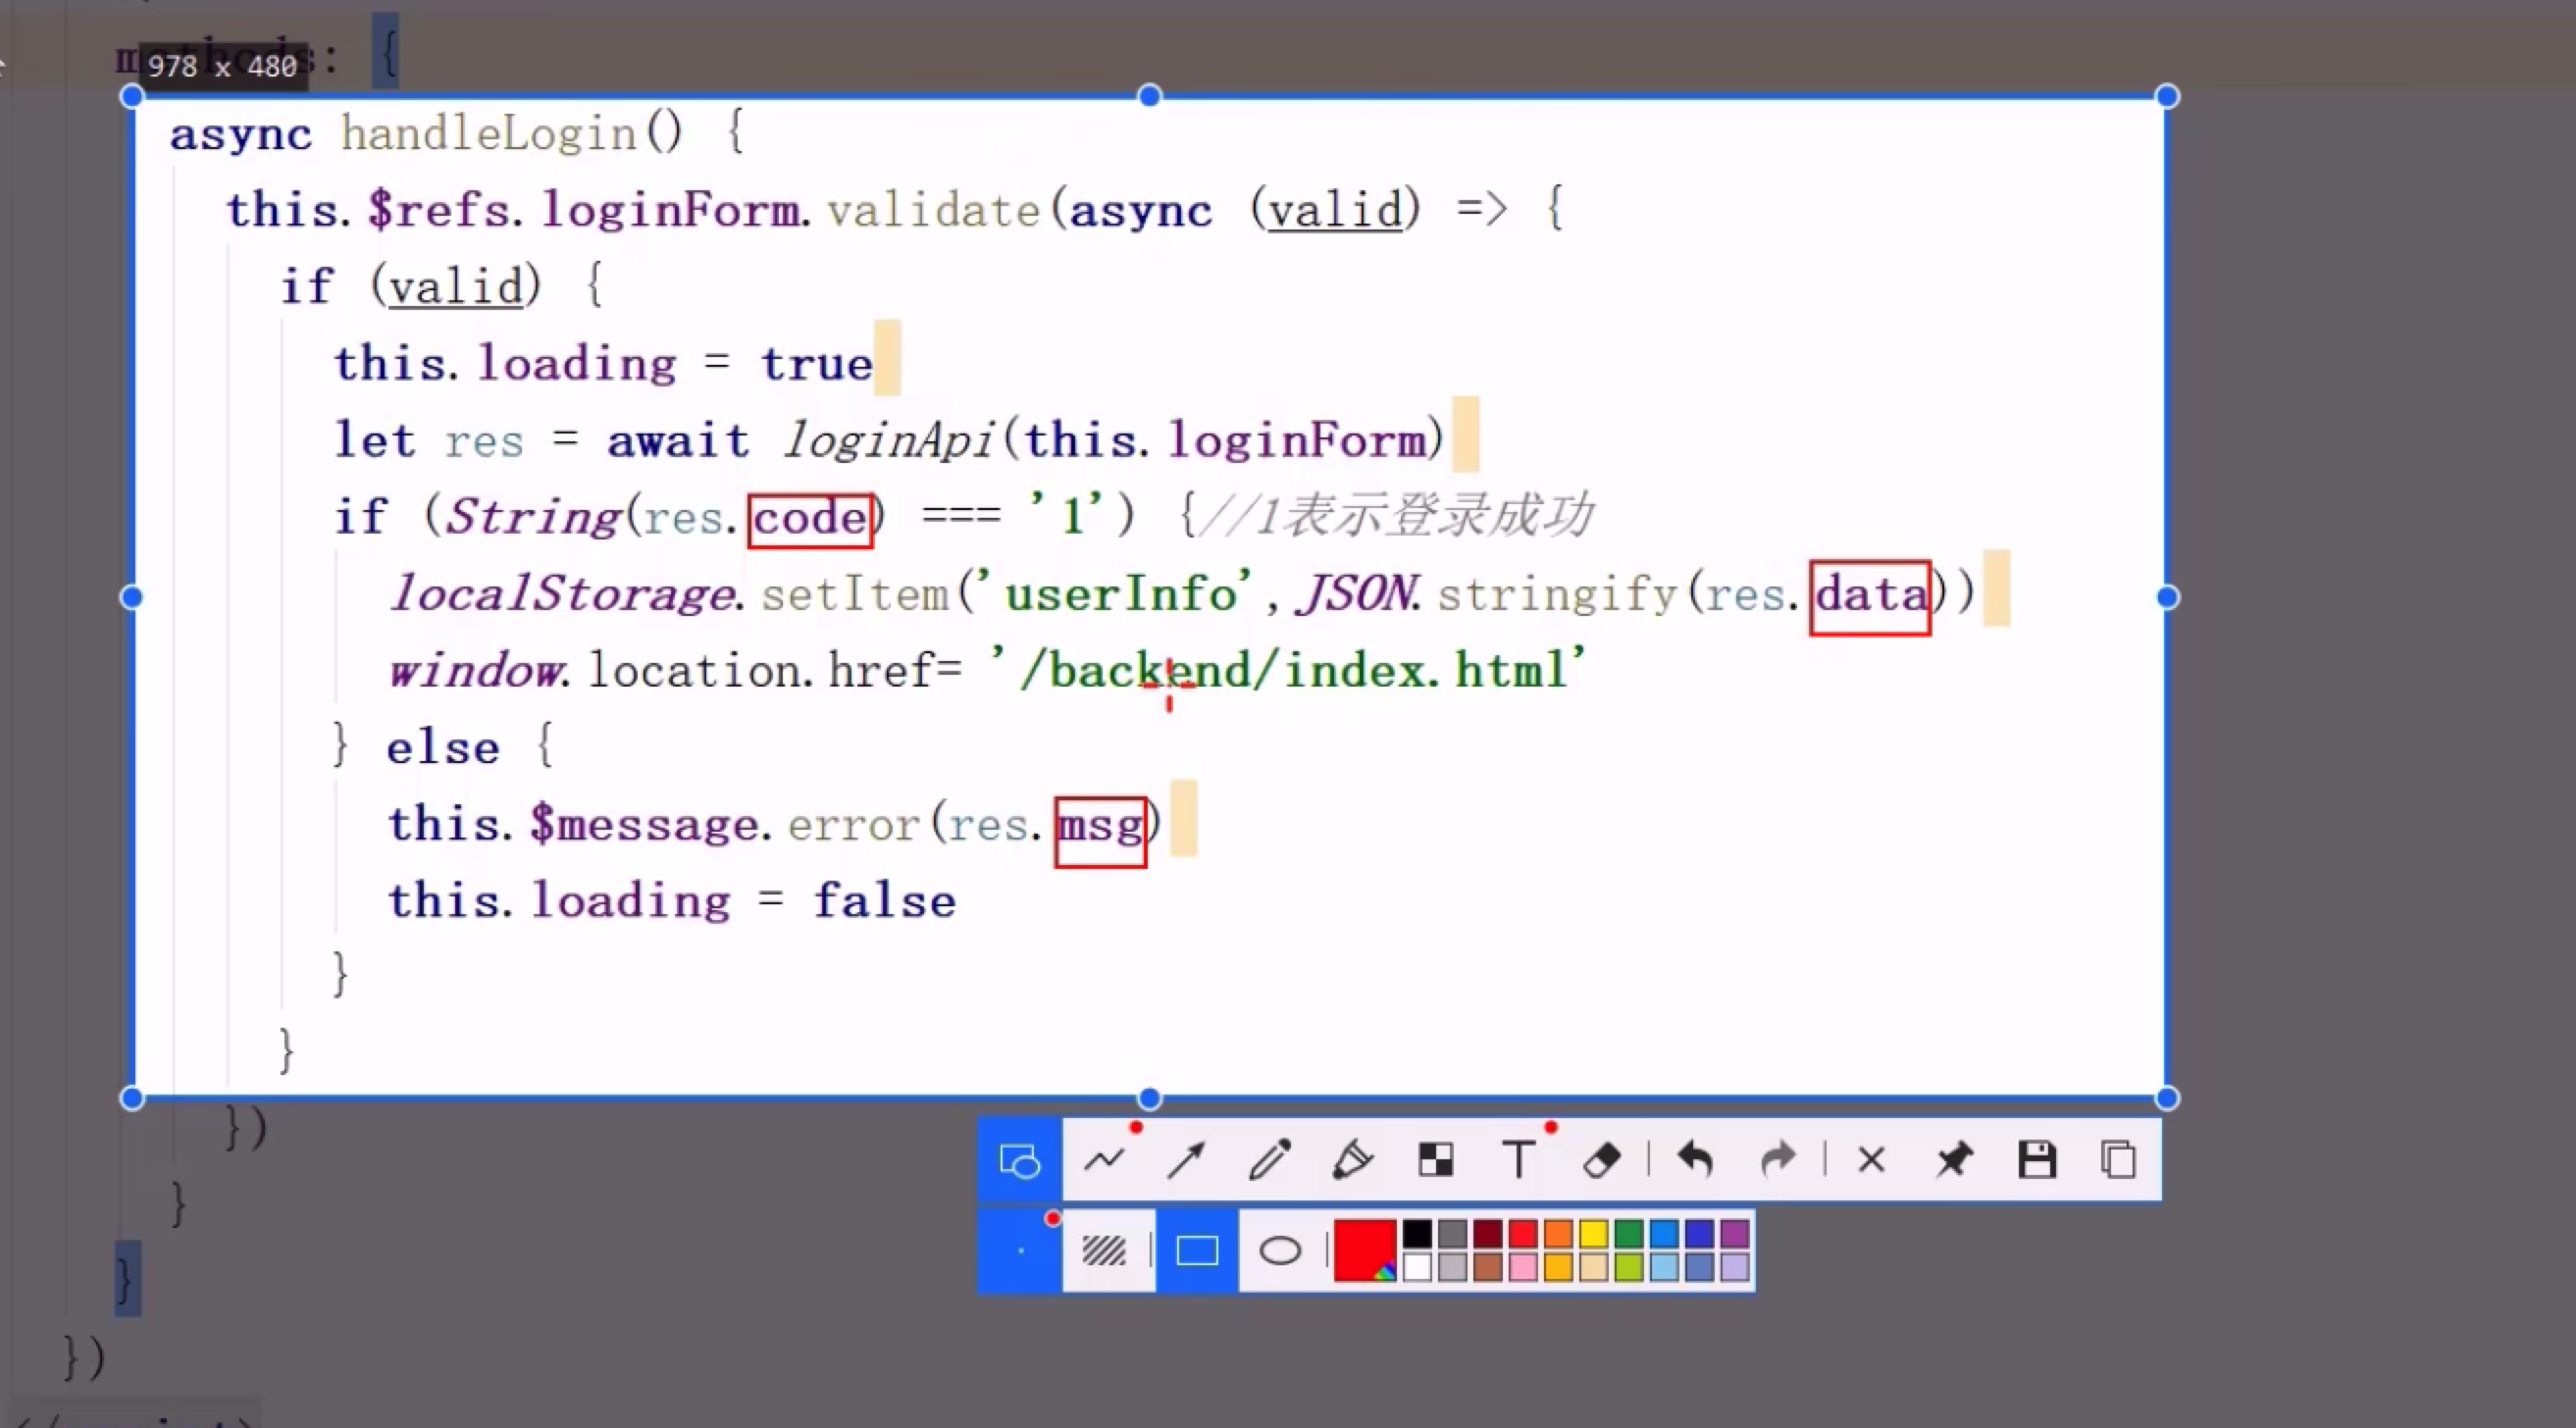 methods: {
978 x 480
async handleLogin() {
this.$refs.loginForm.validate(async (valid) => {
if (valid) {
this.loading = true
let res = await loginApi(this.loginForm)
if (String(res.code) === '1') {//1表示登录成功
localStorage.setItem('userInfo',JSON.stringify(res.data))
window.location.href= '/backend/index.html'
} else {
this.$message.error(res.msg)
this.loading = false
}
}
})
}
}
})